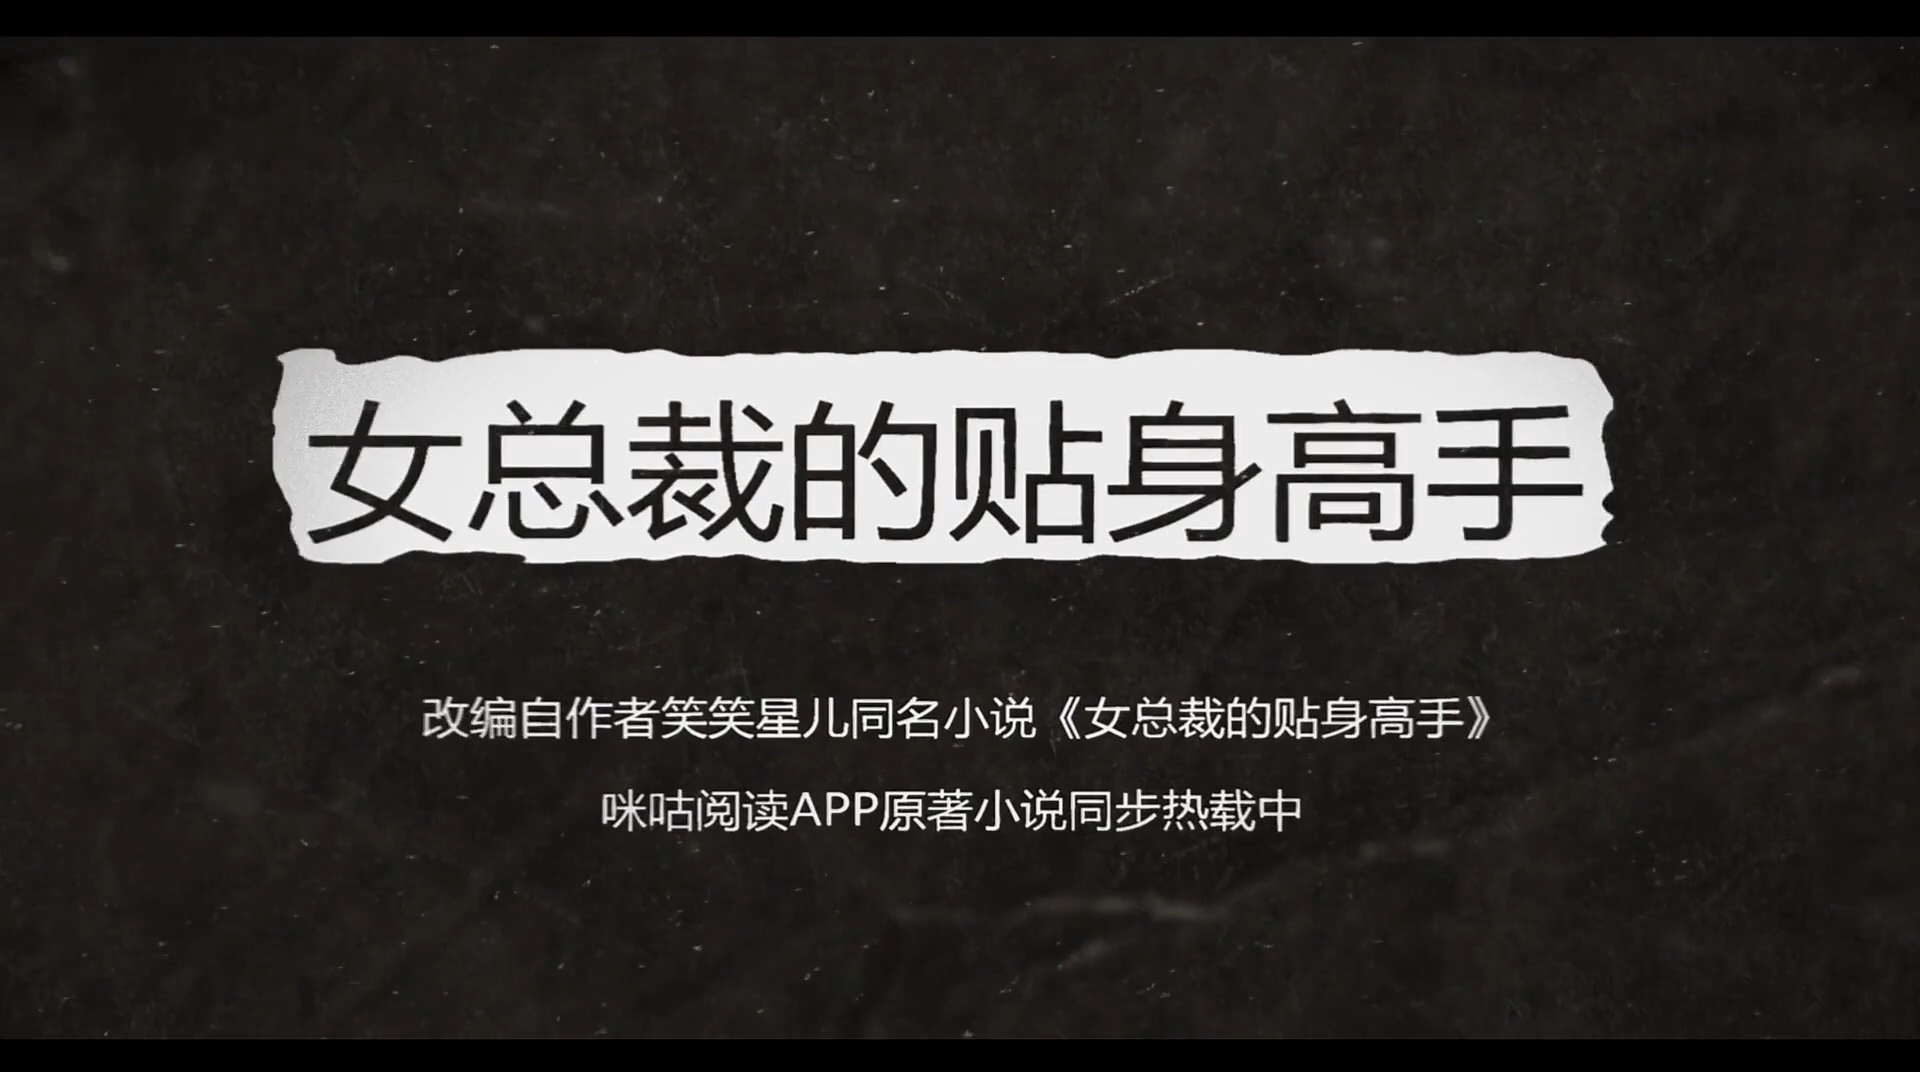 女总裁的贴身高手
改编自作者笑笑星儿同名小说《女总裁的贴身高手》
咪咕阅读APP原著小说同步热载中